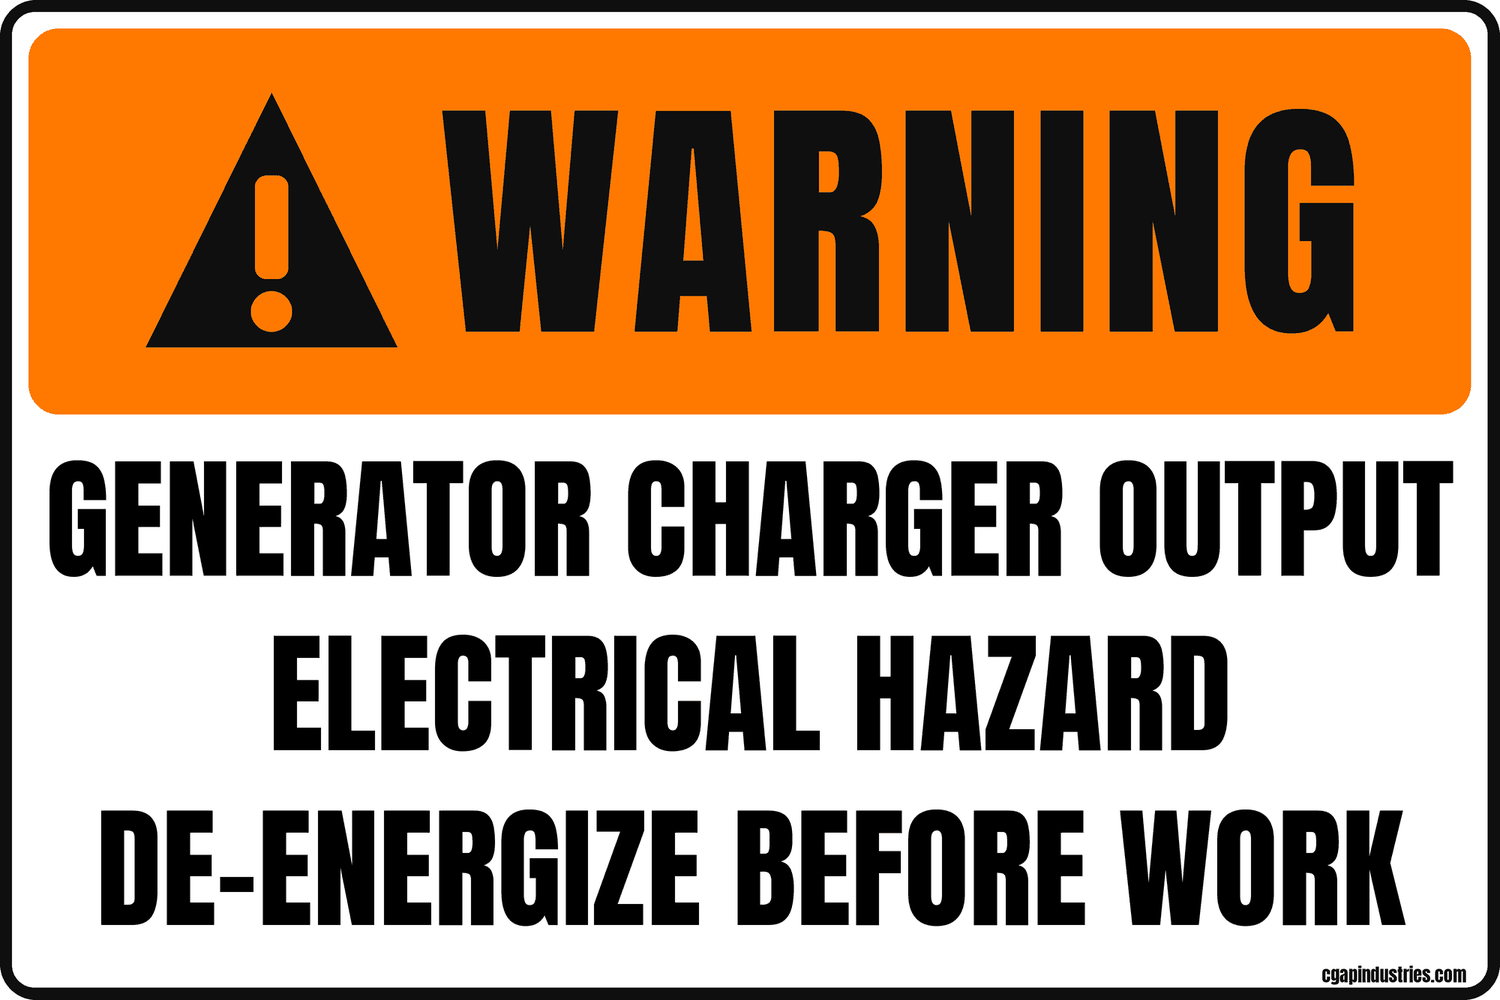 WARNING
GENERATOR CHARGER OUTPUT
ELECTRICAL HAZARD
DE-ENERGIZE BEFORE WORK
cgapindustries.com